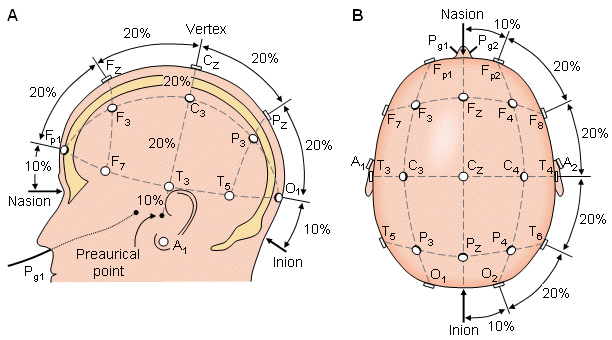 A
20%
Vertex
20%
FZ
CZ
20%
20%
Fp1
F3
C3
PZ
20%
P3
20%
10%
F7
T3
T5
O1
Nasion
10%
10%
Preaurical
point
A1
Inion
Pg1
B
Nasion
10%
Pg1
Pg2
Fp1
Fp2
20%
F7
F3
FZ
F4
F8
A1
T3
C3
CZ
C4
T4
A2
20%
T5
P3
PZ
P4
T6
O1
O2
20%
Inion
10%